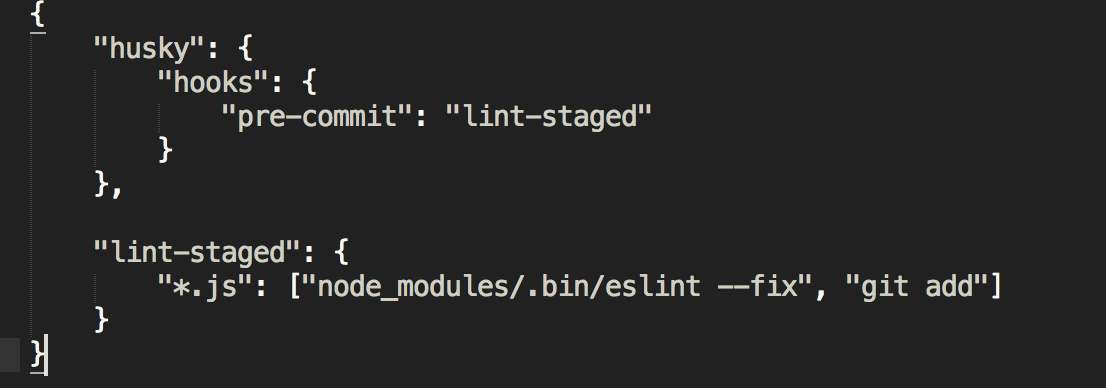 {
    "husky": {
        "hooks": {
            "pre-commit": "lint-staged"
        }
    },

    "lint-staged": {
        "*.js": ["node_modules/.bin/eslint --fix", "git add"]
    }
}